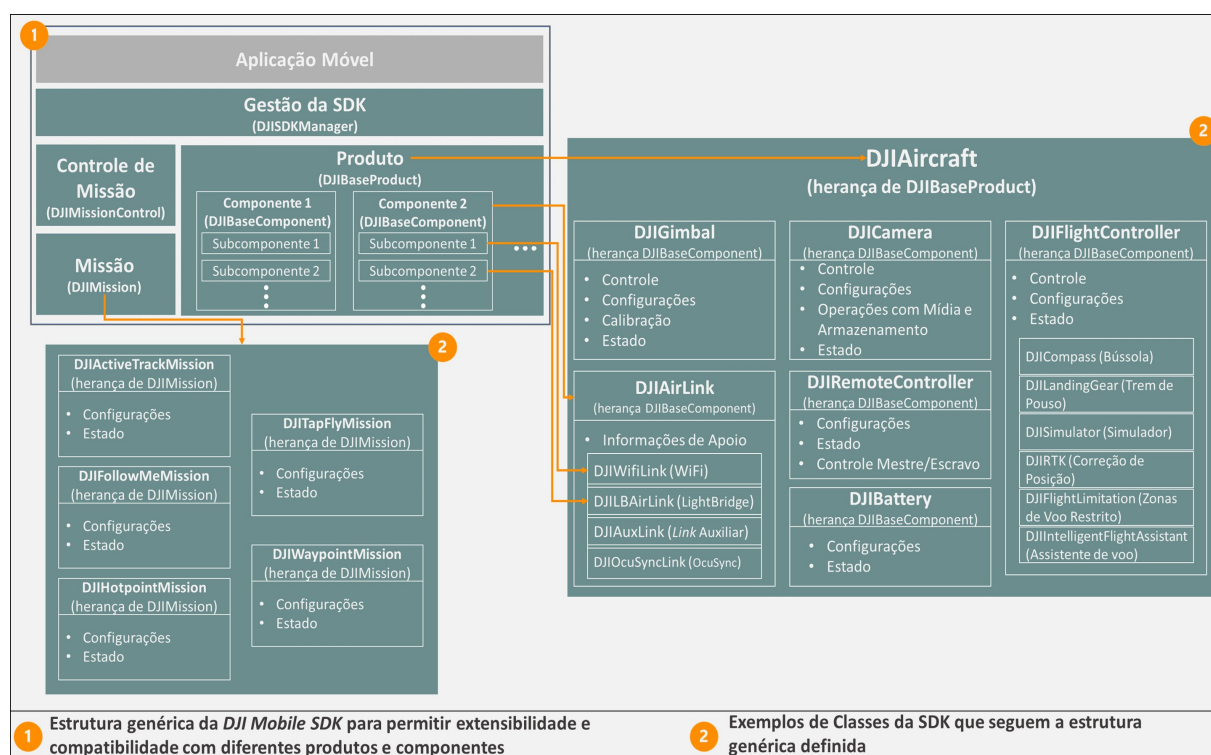 1
Aplicação Móvel
Gestão da SDK
(DJISDKManager)
Controle de
Missão
(DJIMissionControl)
Missão
(DJIMission)
Produto
(DJIBaseProduct)
Componente 1
(DJIBaseComponent)
Subcomponente 1
Subcomponente 2
Componente 2
(DJIBaseComponent)
Subcomponente 1
Subcomponente 2
2
DJIActiveTrackMission
(herança de DJIMission)
• Configurações
• Estado
DJIFollowMeMission
(herança de DJIMission)
• Configurações
• Estado
DJIHotpointMission
(herança de DJIMission)
• Configurações
• Estado
DJITapFlyMission
(herança de DJIMission)
• Configurações
• Estado
DJIWaypointMission
(herança de DJIMission)
• Configurações
• Estado
2
DJIAircraft
(herança de DJIBaseProduct)
DJIGimbal
(herança DJIBaseComponent)
• Controle
• Configurações
• Calibração
• Estado
DJIAirLink
(herança DJIBaseComponent)
• Informações de Apoio
DJIWifiLink (WiFi)
DJILBAirLink (LightBridge)
DJIAuxLink (Link Auxiliar)
DJIOcuSyncLink (OcuSync)
DJICamera
(herança DJIBaseComponent)
• Controle
• Configurações
• Operações com Mídia e
Armazenamento
• Estado
DJIRemoteController
(herança DJIBaseComponent)
• Configurações
• Estado
• Controle Mestre/Escravo
DJIBattery
(herança DJIBaseComponent)
• Configurações
• Estado
DJIFlightController
(herança DJIBaseComponent)
• Controle
• Configurações
• Estado
DJICompass (Bússola)
DJILandingGear (Trem de
Pouso)
DJISimulator (Simulador)
DJIRTK (Correção de
Posição)
DJIFlightLimitation (Zonas
de Voo Restrito)
DJIIntelligentFlightAssistant
(Assistente de voo)
1
Estrutura genérica da DJI Mobile SDK para permitir extensibilidade e
compatibilidade com diferentes produtos e componentes
2
Exemplos de Classes da SDK que seguem a estrutura
genérica definida